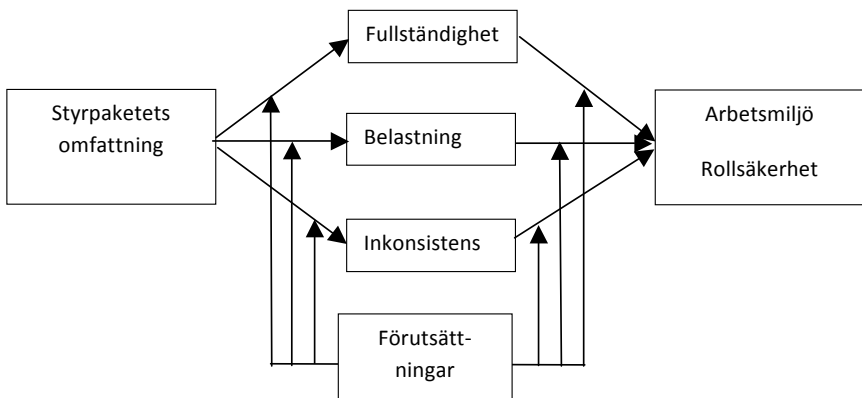 Fullständighet
Styrpaketets
omfattning
Belastning
Arbetsmiljö
Rollsäkerhet
Inkonsistens
Förutsätt-
ningar